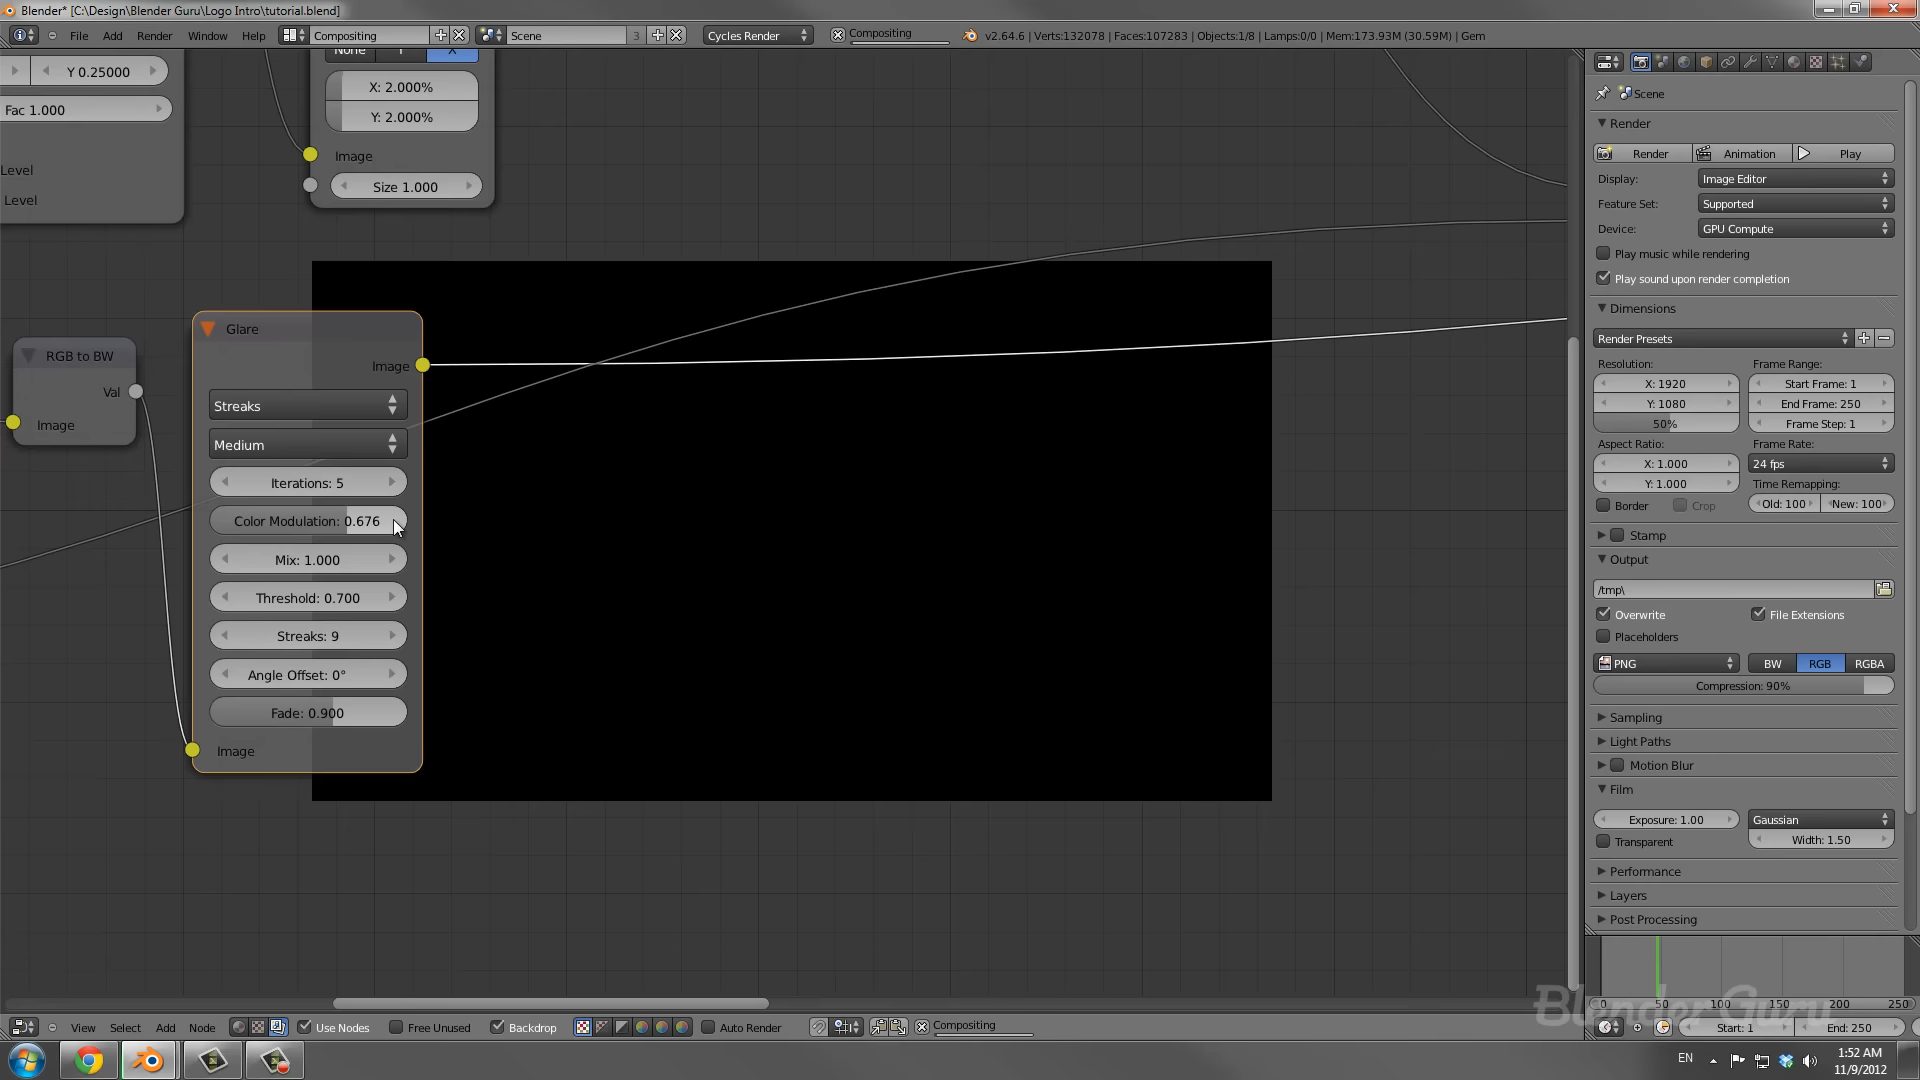 Blender* [C:\Design\Blender Guru\Logo Intro\tutorial.blend]
File Add Render Window Help Compositing Scene 3 Cycles Render Compositing v2.64.6 | Verts:132078 | Faces:107283 | Objects:1/8 | Lamps:0/0 | Mem:173.93M (30.59M) | Gem
Y 0.25000
Fac 1.000
Level
Level
None Y X
X: 2.000%
Y: 2.000%
Image
Size 1.000
RGB to BW
Val
Image
Glare
Image
Streaks
Medium
Iterations: 5
Color Modulation: 0.676
Mix: 1.000
Threshold: 0.700
Streaks: 9
Angle Offset: 0°
Fade: 0.900
Image
Scene
Render
Render Animation Play
Display: Image Editor
Feature Set: Supported
Device: GPU Compute
Play music while rendering
Play sound upon render completion
Dimensions
Render Presets
Resolution: Frame Range:
X: 1920 Start Frame: 1
Y: 1080 End Frame: 250
50% Frame Step: 1
Aspect Ratio: Frame Rate:
X: 1.000 24 fps
Y: 1.000 Time Remapping:
Border Crop Old: 100 New: 100
Stamp
Output
/tmp\
Overwrite File Extensions
Placeholders
PNG BW RGB RGBA
Compression: 90%
Sampling
Light Paths
Motion Blur
Film
Exposure: 1.00 Gaussian
Transparent Width: 1.50
Performance
Layers
Post Processing
0 50 100 150 200 250
BlenderGuru
Start: 1 End: 250
View Select Add Node Use Nodes Free Unused Backdrop Auto Render Compositing
EN
1:52 AM
11/9/2012